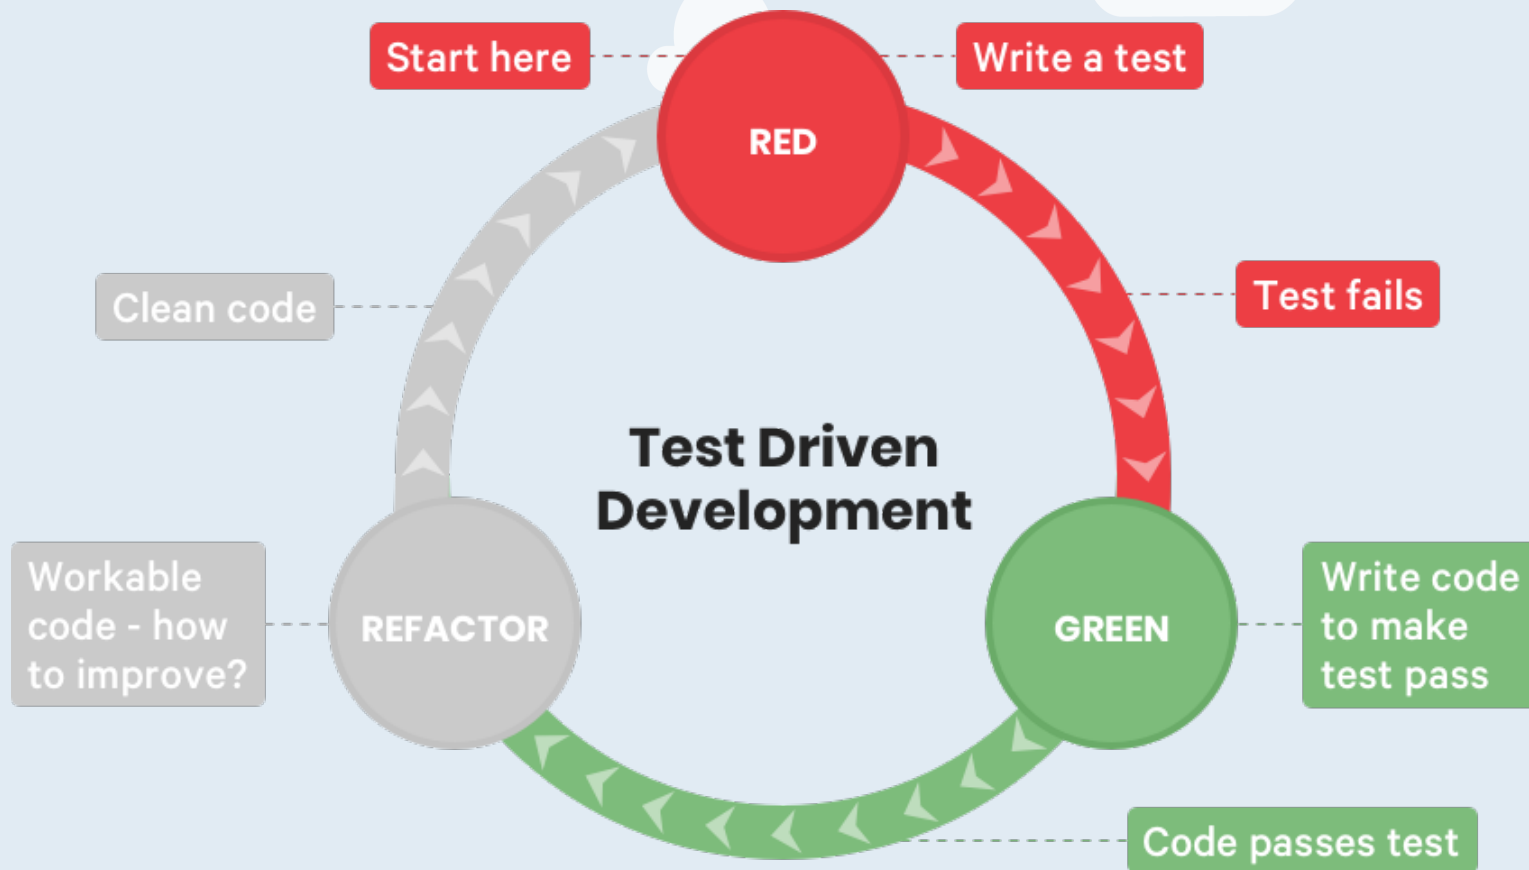 Start here
Write a test
RED
Clean code
Test fails
Test Driven
Development
Workable
code - how
to improve?
REFACTOR
GREEN
Write code
to make
test pass
Code passes test